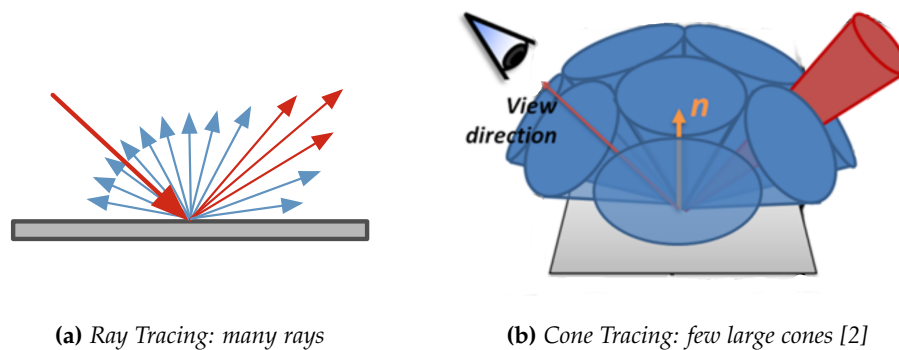 View
direction
n
(a) Ray Tracing: many rays
(b) Cone Tracing: few large cones [2]